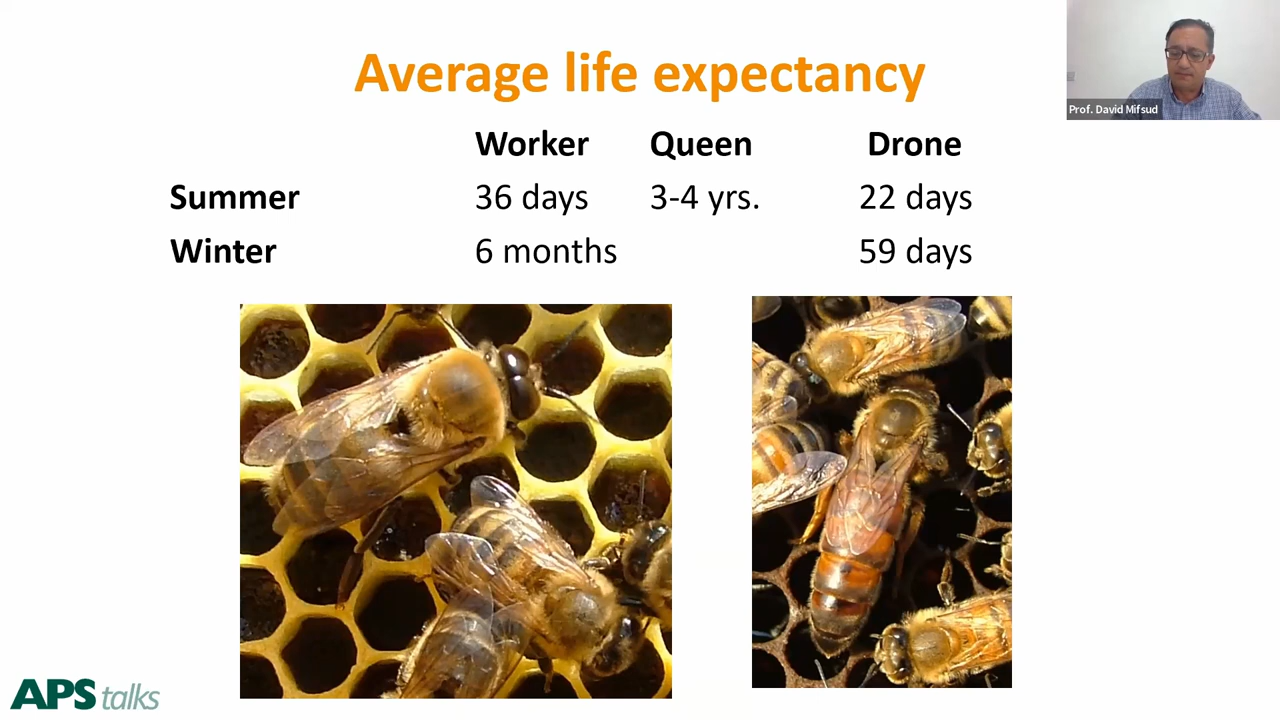 Average life expectancy
Prof. David Mifsud
Worker Queen Drone
Summer 36 days 3-4 yrs. 22 days
Winter 6 months 59 days
APS talks